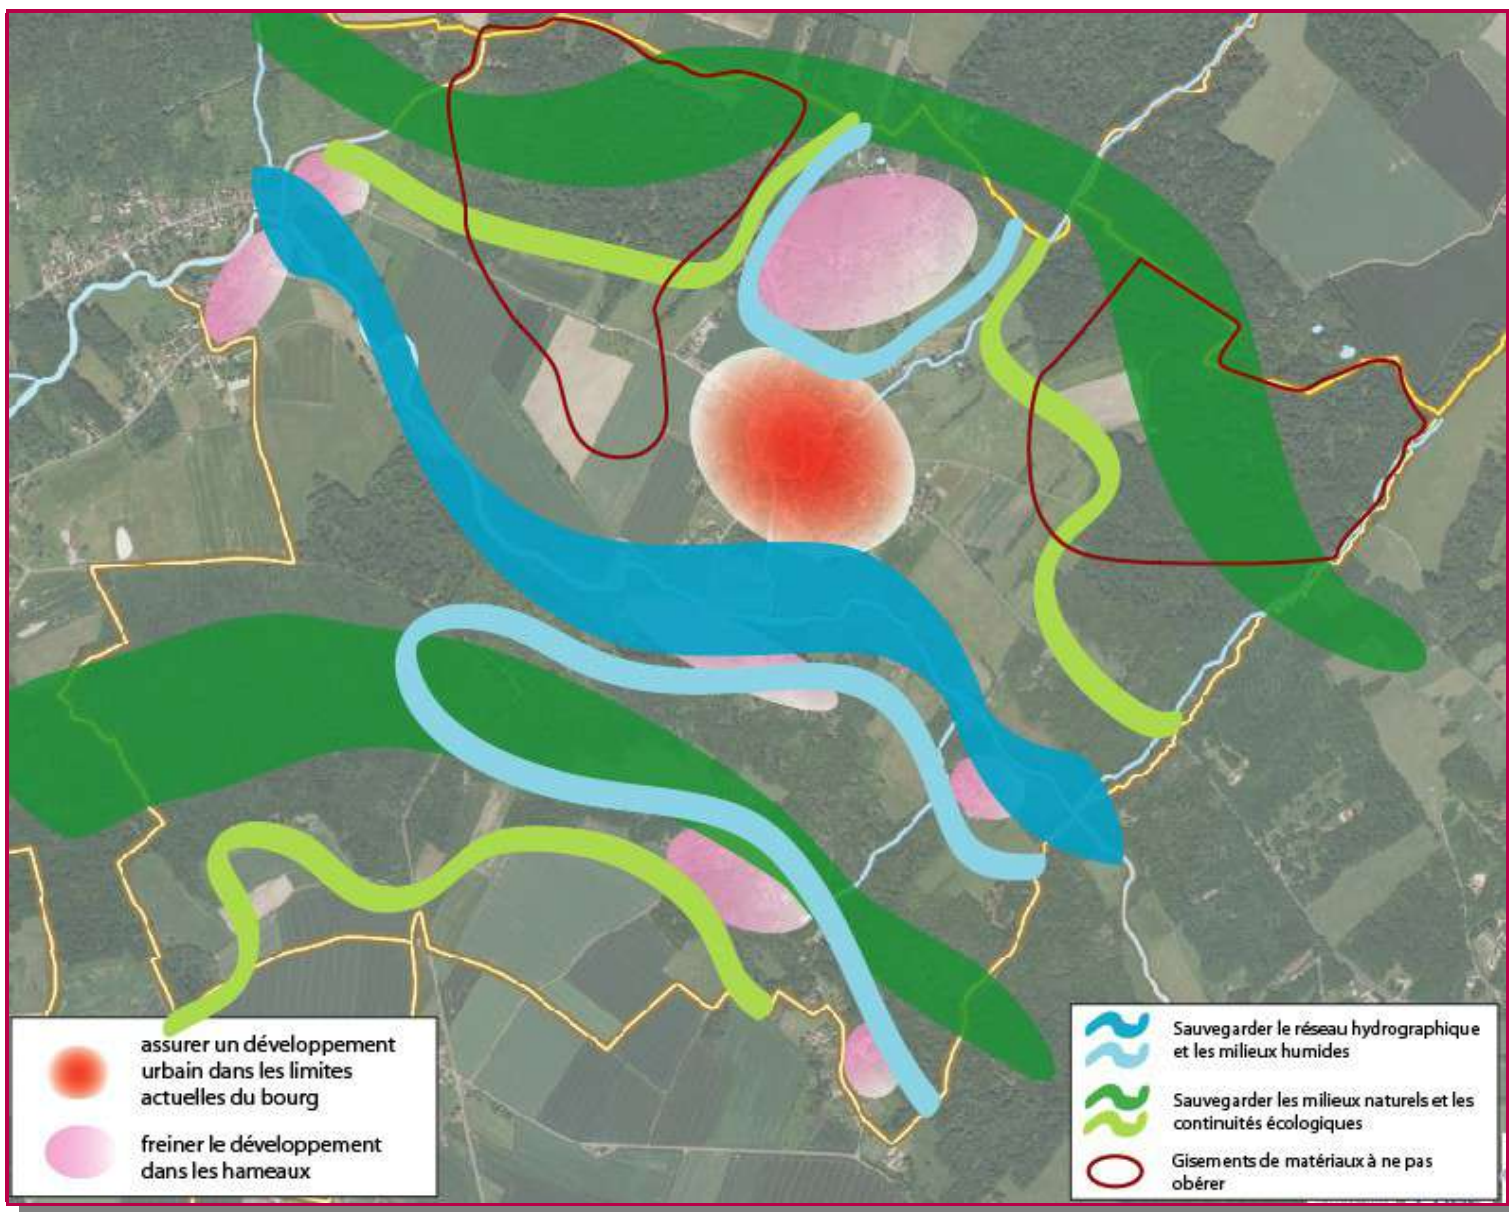 assurer un développement
urbain dans les limites
actuelles du bourg
freiner le développement
dans les hameaux
Sauvegarder le réseau hydrographique
et les milieux humides
Sauvegarder les milieux naturels et les
continuités écologiques
Gisements de matériaux à ne pas
obérer